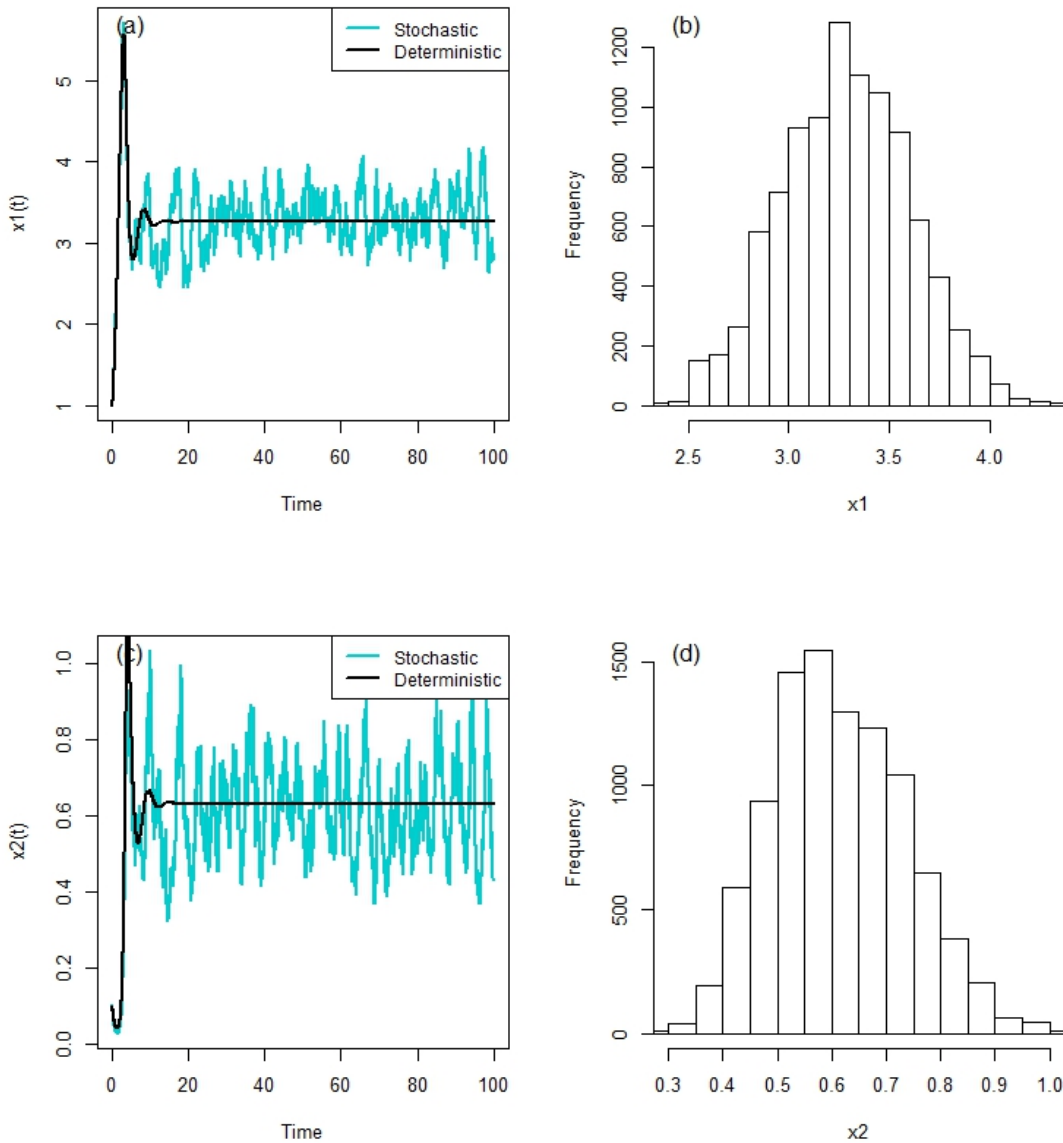 (a)
Stochastic
Deterministic
x1(t)
5
4
3
2
1
0 20 40 60 80 100
Time
(b)
Frequency
1200
1000
800
600
400
200
0
2.5 3.0 3.5 4.0
x1
(c)
Stochastic
Deterministic
x2(t)
1.0
0.8
0.6
0.4
0.2
0.0
0 20 40 60 80 100
Time
(d)
Frequency
1500
1000
500
0
0.3 0.4 0.5 0.6 0.7 0.8 0.9 1.0
x2